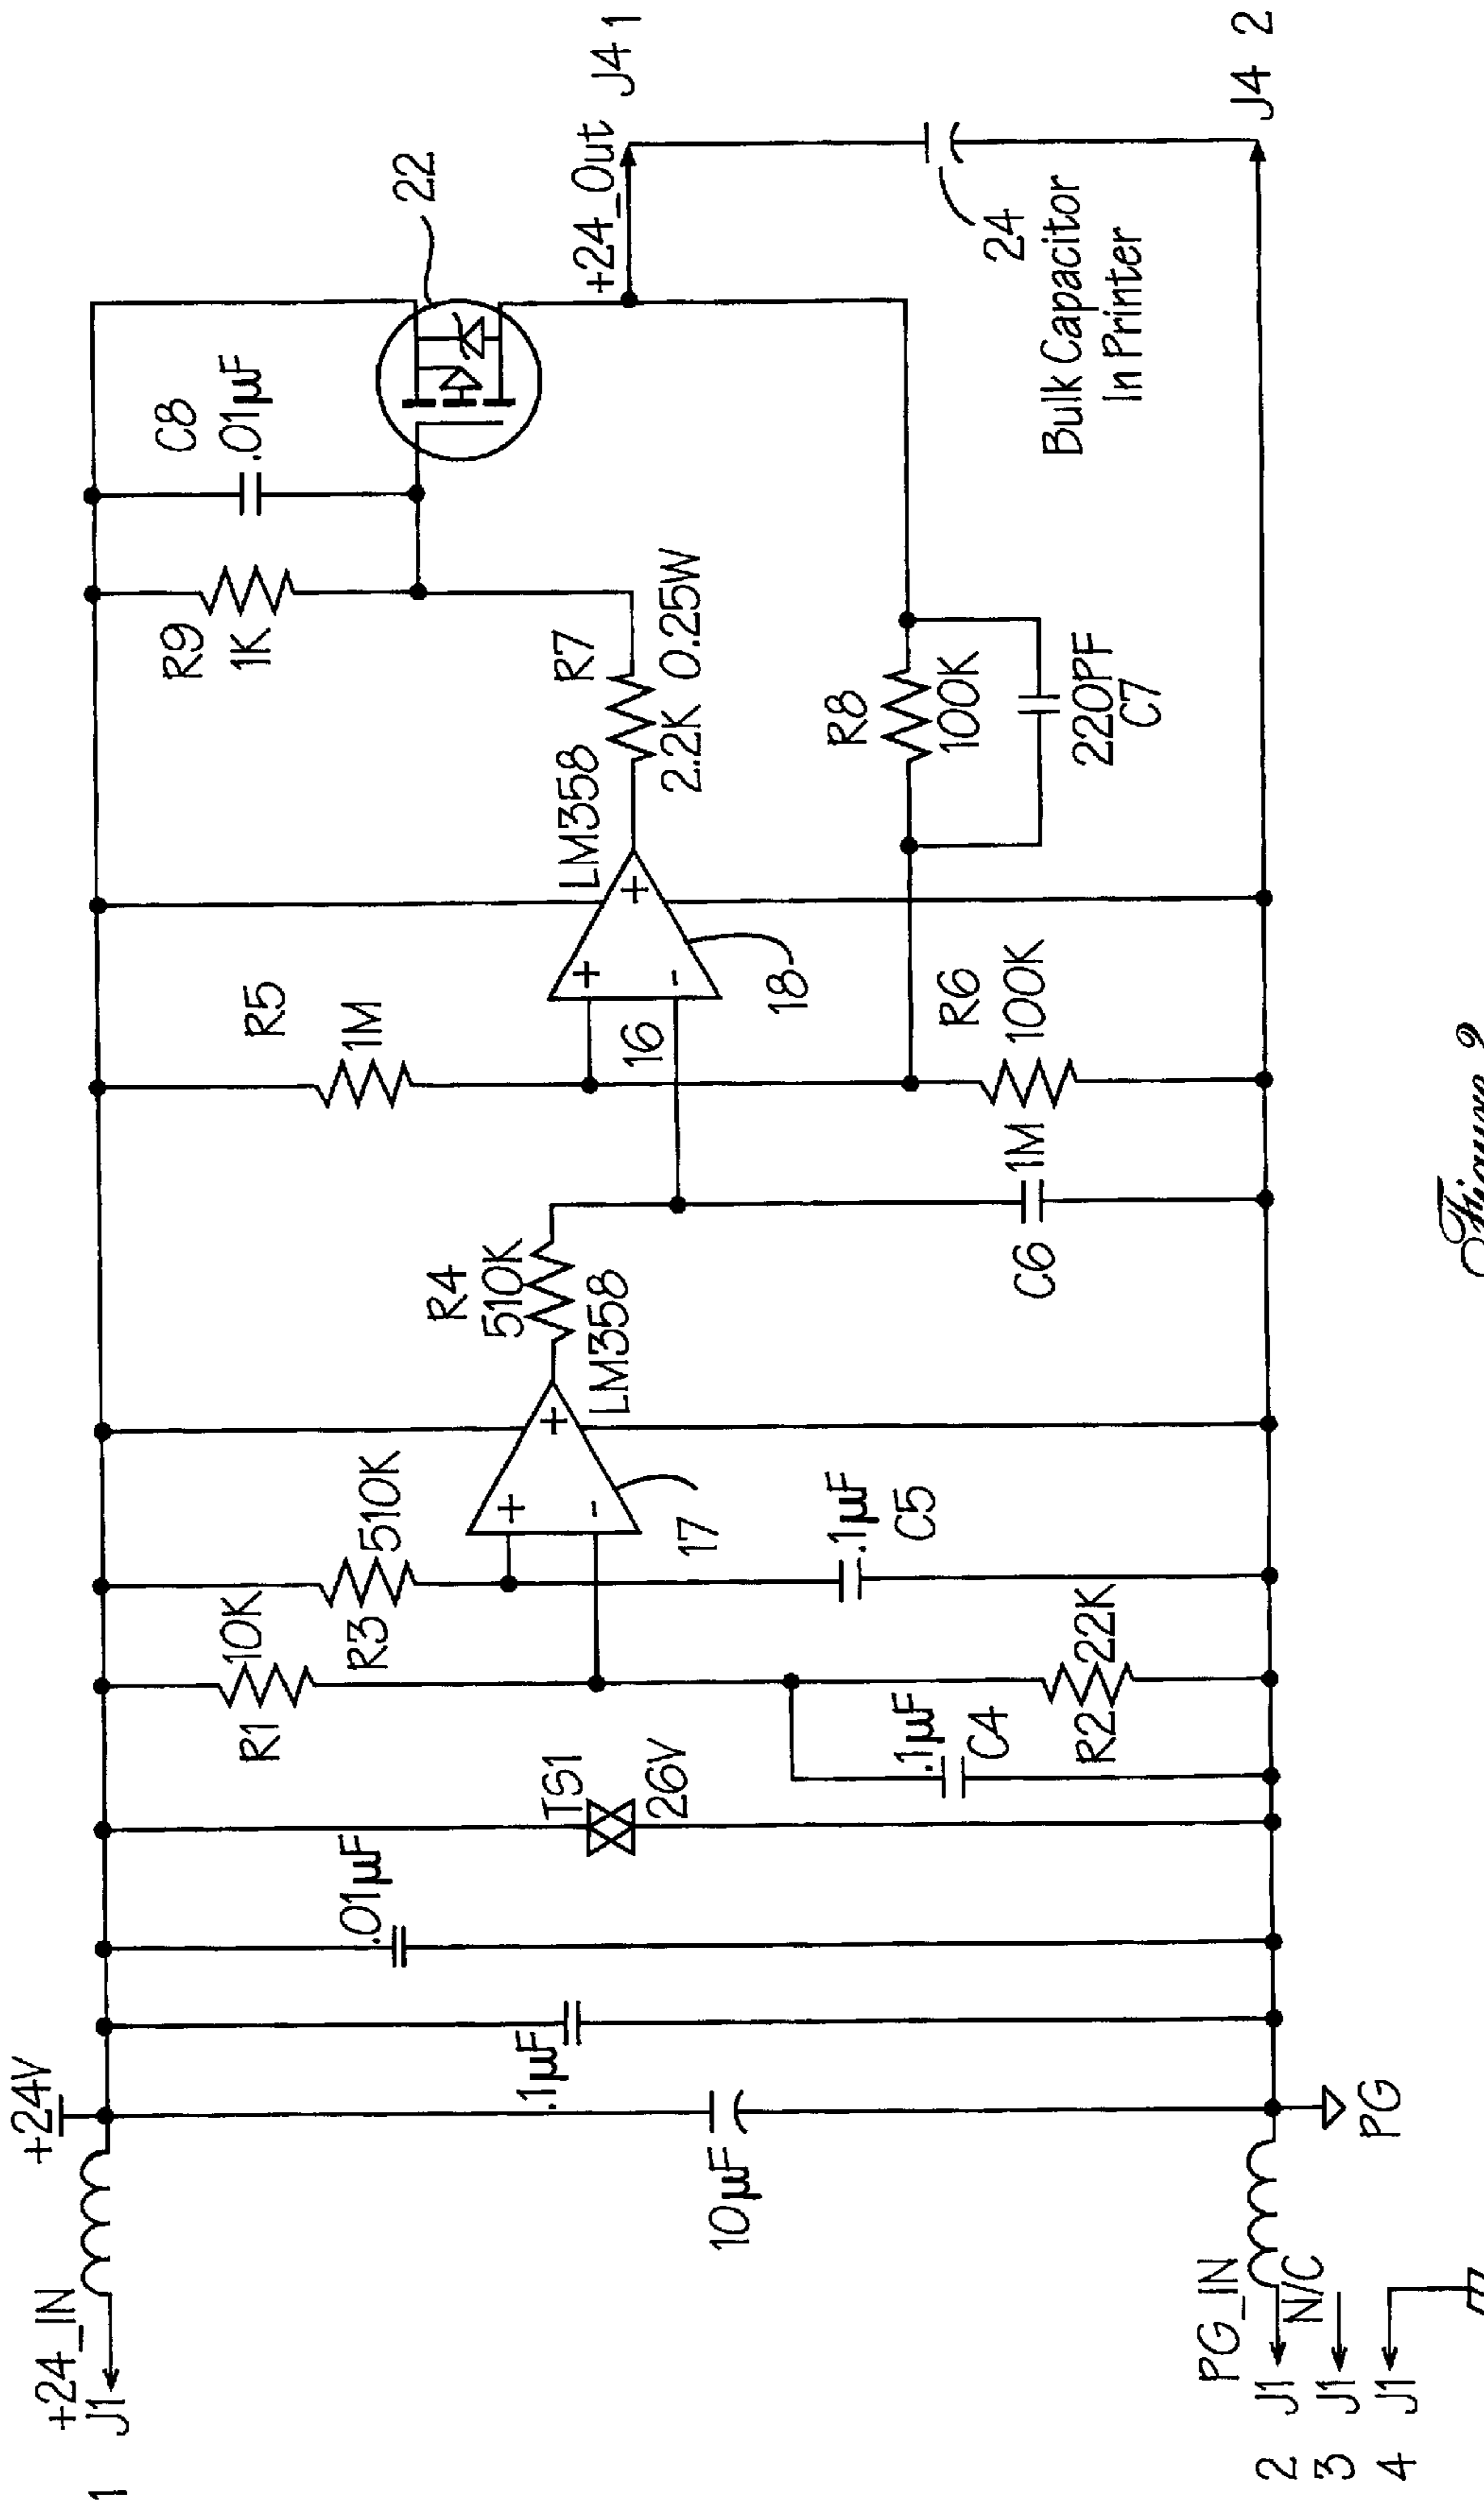 +24_IN
1 J1
+24V
10µF
.1µF
.01µF
TS1
26V
R1
10K
.1µF
C4
R2
22K
R3
510K
.1µF
C5
17
LM358
R4
510K
C6
1M
R5
1M
16
18
R6
100K
LM358
R7
2.2K 0.25W
R8
100K
220PF
C7
R9
1K
C8
.01µF
22
+24_Out
J4 1
24
Bulk Capacitor
In Printer
J4 2
PG_IN
2 J1
N/C
3 J1
4 J1
PG
+
-
+
+
-
+
Figure 2